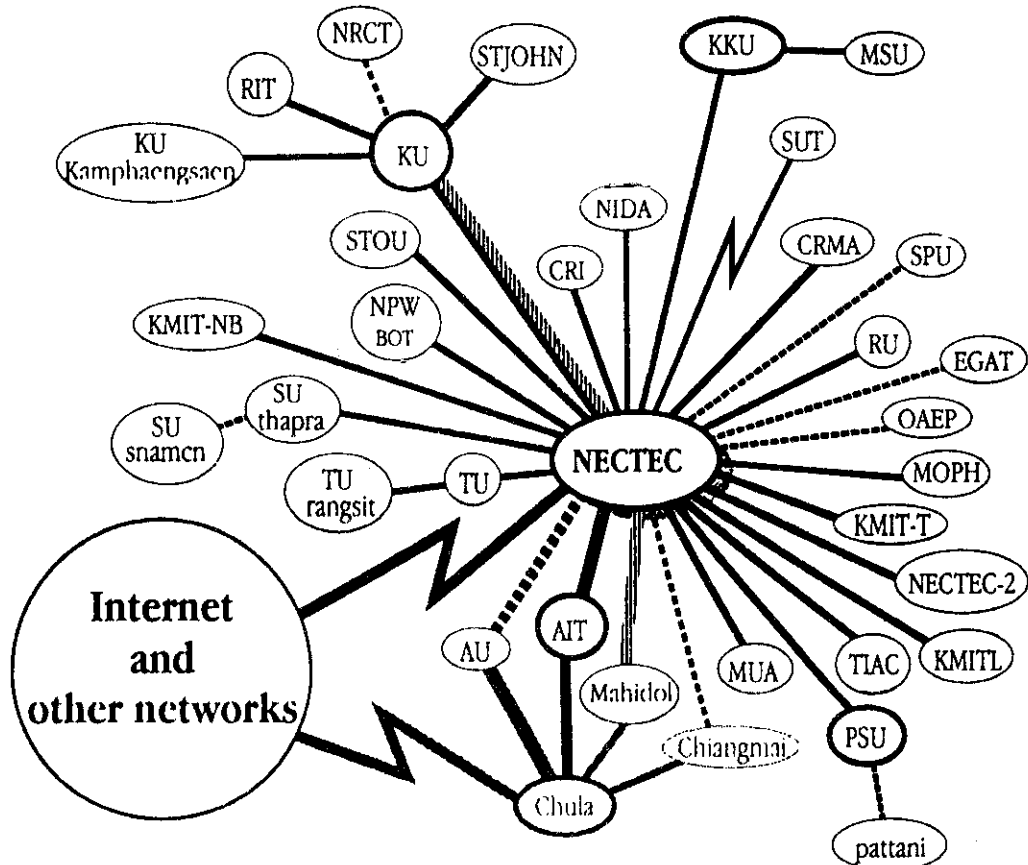 NRCT
KKU
MSU
STJOHN
RIT
KU
KU
Kamphaengsaen
SUT
NIDA
STOU
CRI
CRMA
SPU
NPW
BOT
KMIT-NB
RU
EGAT
SU
thapra
SU
snamcn
OAEP
NECTEC
MOPH
TU
TU
rangsit
KMIT-T
NECTEC-2
Internet
and
other networks
AIT
AU
MUA
TIAC
KMITL
Mahidol
Chiangmai
PSU
Chula
pattani